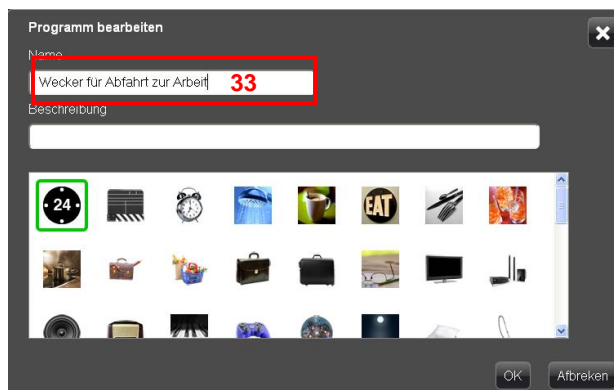 Programm bearbeiten
Name
Wecker für Abfahrt zur Arbeit 33
Beschreibung
24 EAT
OK Afbreken